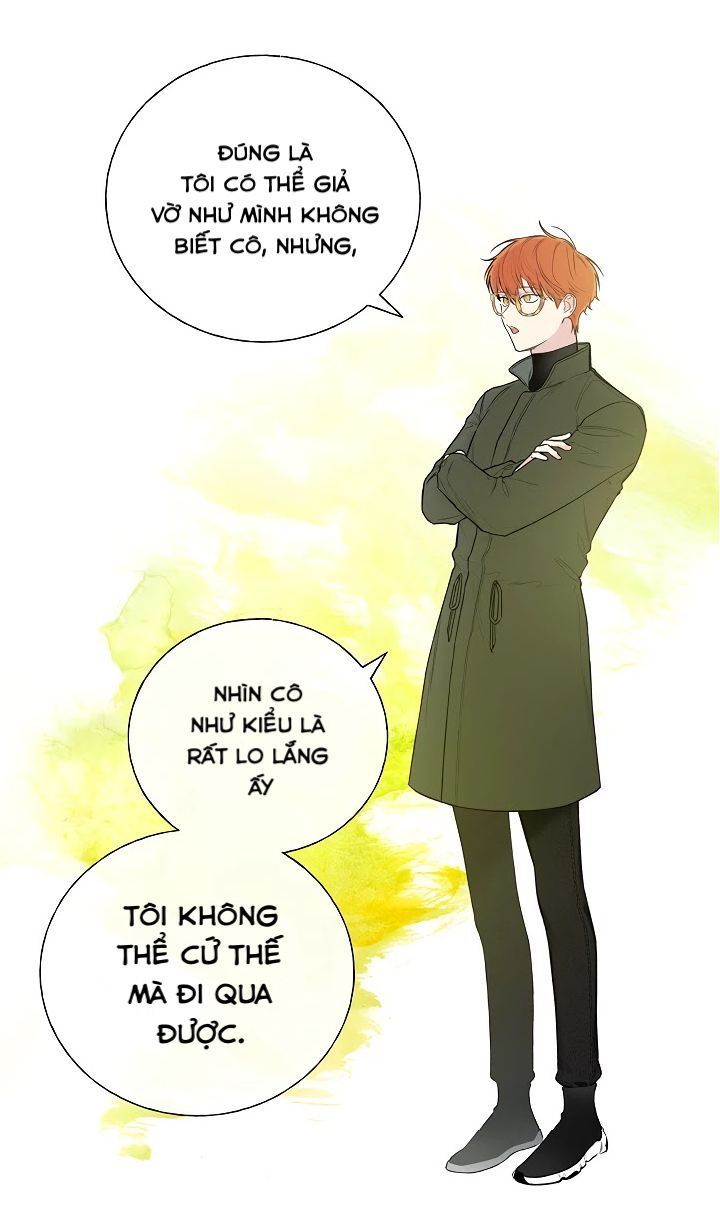 ĐÚNG LÀ
TÔI CÓ THỂ GIẢ
VỜ NHƯ MÌNH KHÔNG
BIẾT CÔ, NHƯNG,
NHÌN CÔ
NHƯ KIỂU LÀ
RẤT LO LẮNG
ẤY
TÔI KHÔNG
THỂ CỨ THẾ
MÀ ĐI QUA
ĐƯỢC.